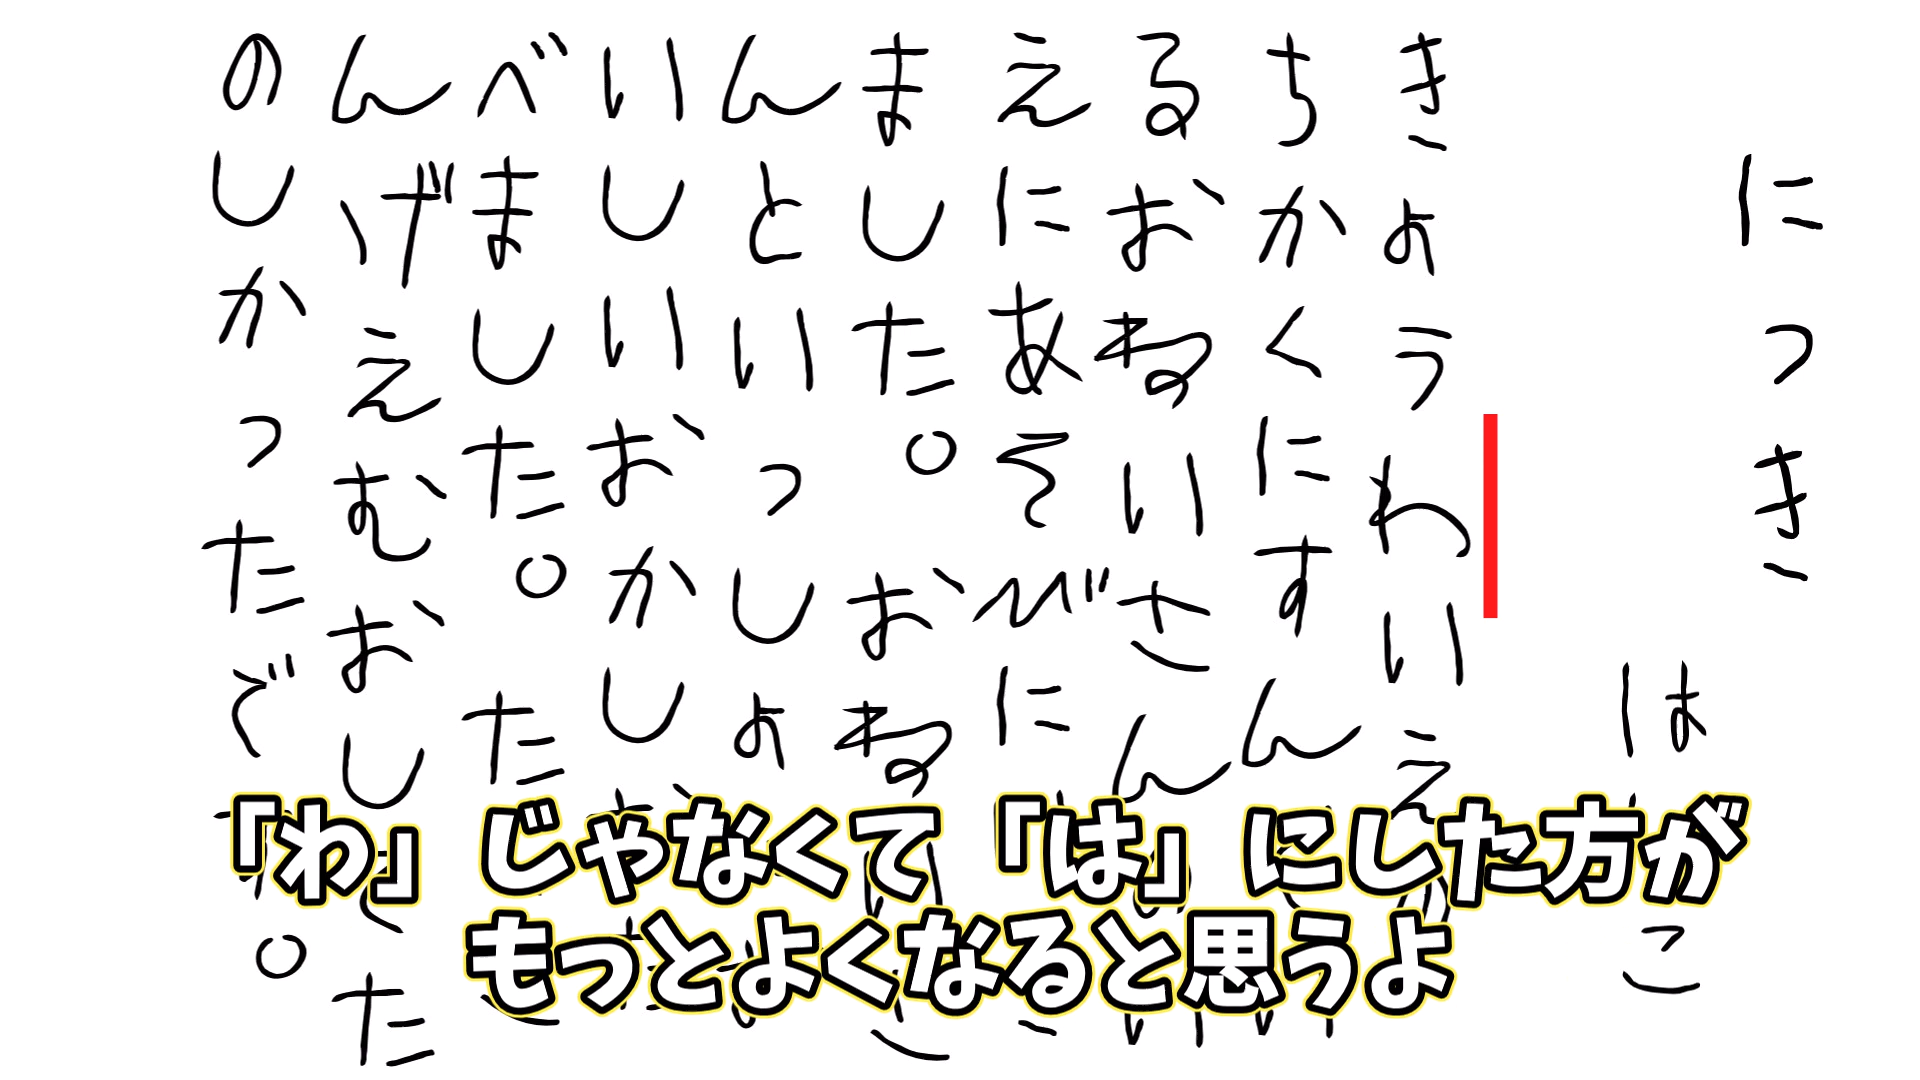 にっき
は こ
きょうわいえ
ちかくにすん
るおねいさん
えにあそびに
ました。おね
んといっしょ
いしいおかし
べました。た
んげえむおし た
のしかったです。
「わ」じゃなくて「は」にした方が
もっとよくなると思うよ